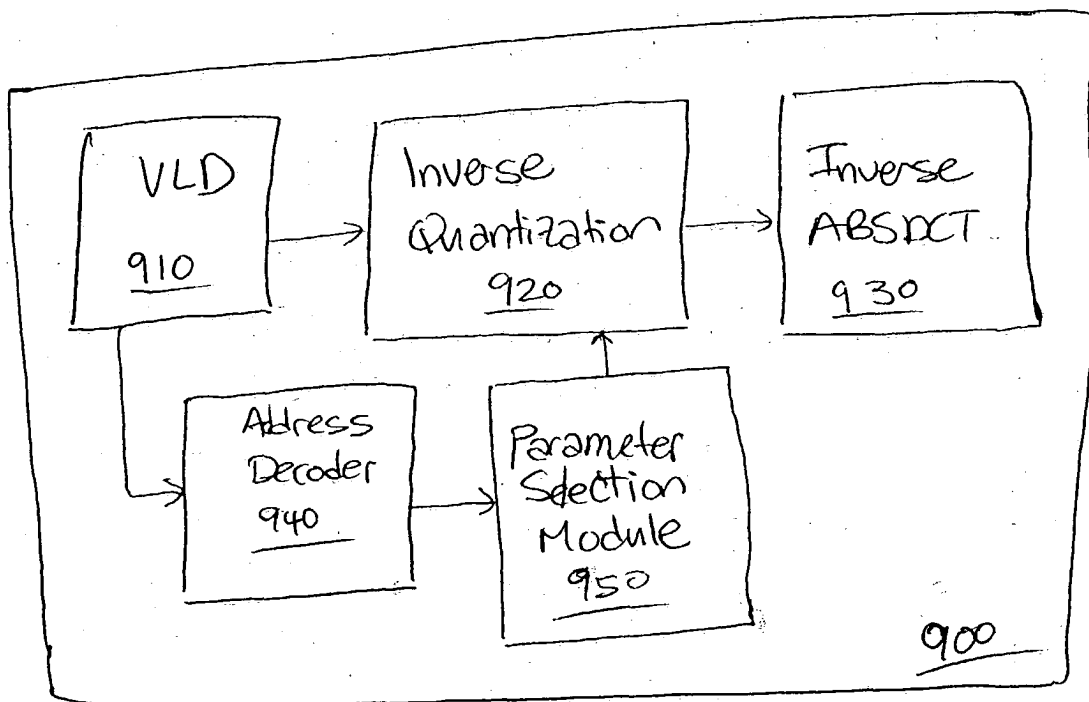 VLD
910
Inverse
Quantization
920
Inverse
ABSDCT
930
Address
Decoder
940
Parameter
Selection
Module
950
900